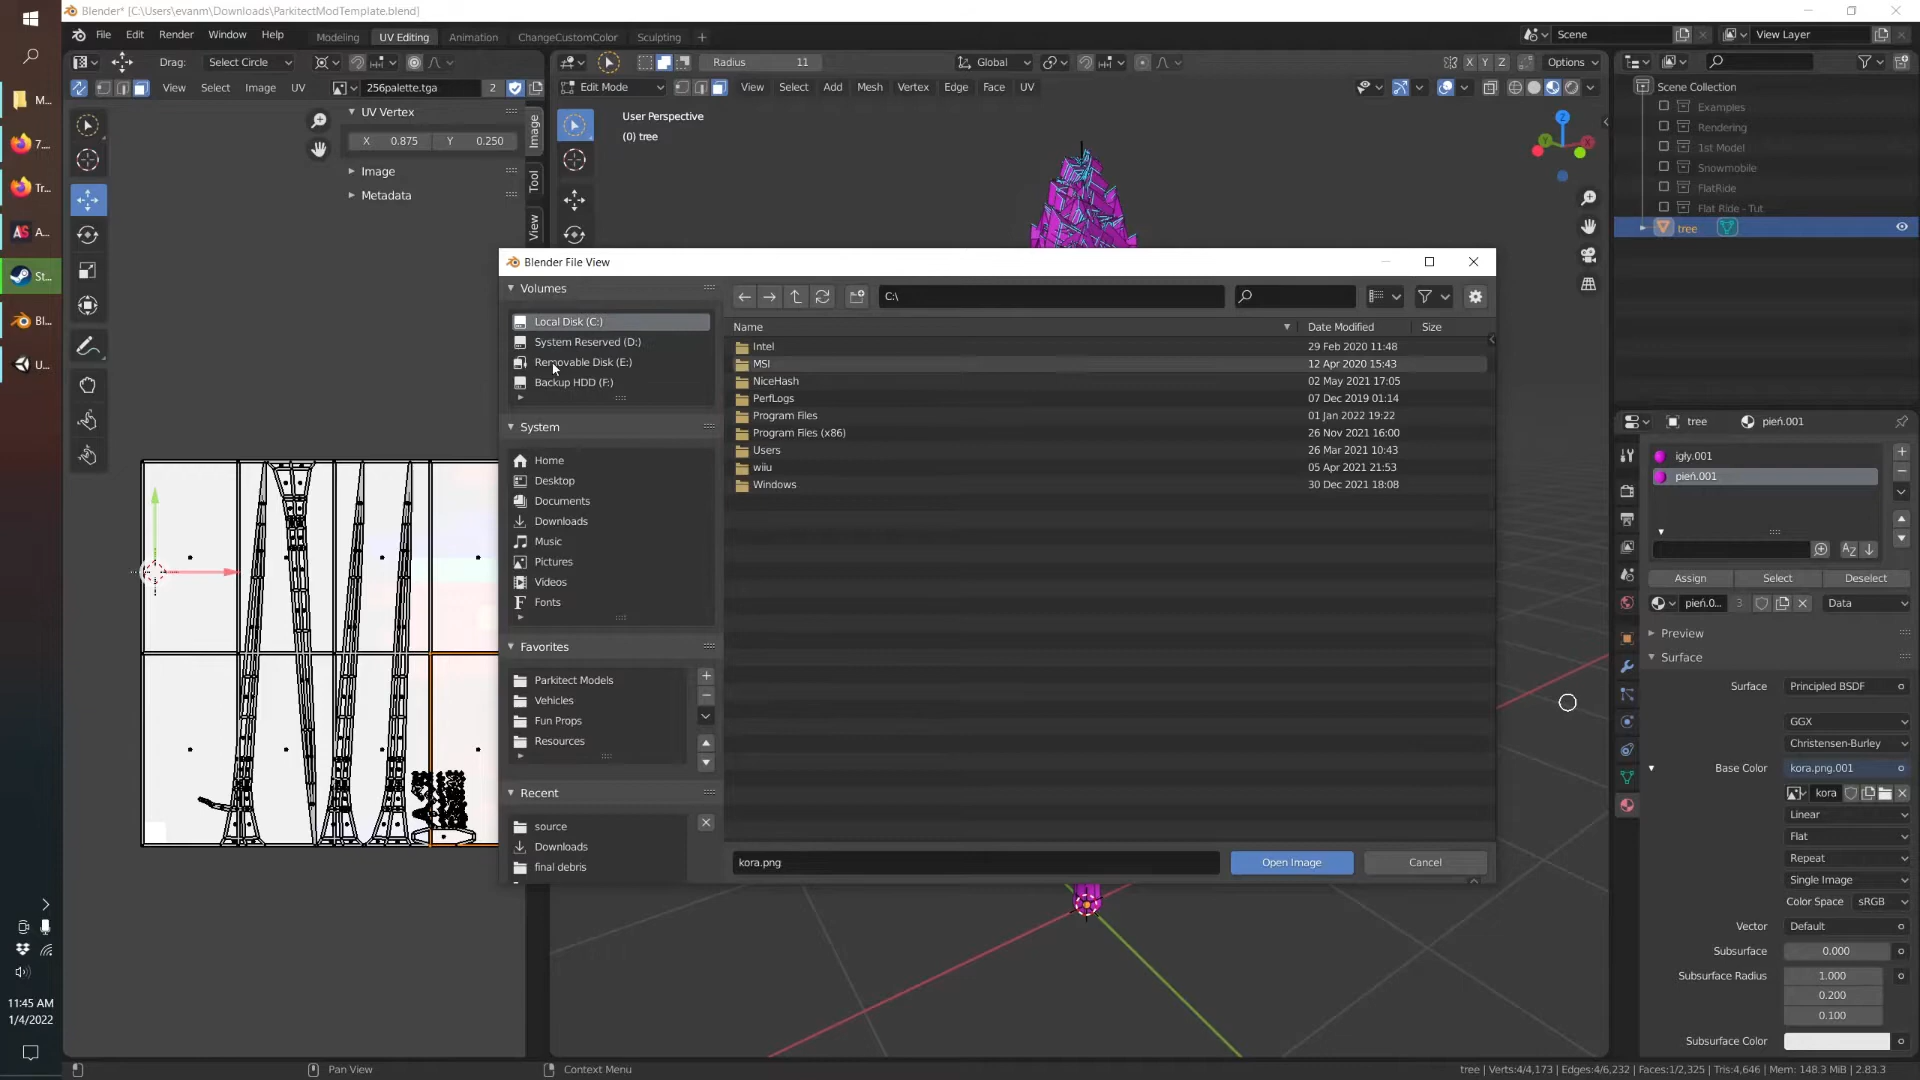 Blender* [C:\Users\evanm\Downloads\ParkitectModTemplate.blend]
File Edit Render Window Help
Modeling UV Editing Animation ChangeCustomColor Sculpting +
Scene
View Layer
Drag: Select Circle
Radius 11
Global
X Y Z
Options
View Select Image UV
256palette.tga 2
Edit Mode
View Select Add Mesh Vertex Edge Face UV
UV Vertex
X 0.875 Y 0.250
Image
Metadata
Image
Tool
View
User Perspective
(0) tree
Z
Y
X
Scene Collection
Examples
Rendering
1st Model
Snowmobile
FlatRide
Flat Ride - Tut
tree
M...
7...
Tr...
A...
St...
Bl...
U...
Blender File View
Volumes
Local Disk (C:)
System Reserved (D:)
Removable Disk (E:)
Backup HDD (F:)
System
Home
Desktop
Documents
Downloads
Music
Pictures
Videos
Fonts
Favorites
Parkitect Models
Vehicles
Fun Props
Resources
Recent
source
Downloads
final debris
C:\
Name Date Modified Size
Intel 29 Feb 2020 11:48
MSI 12 Apr 2020 15:43
NiceHash 02 May 2021 17:05
PerfLogs 07 Dec 2019 01:14
Program Files 01 Jan 2022 19:22
Program Files (x86) 26 Nov 2021 16:00
Users 26 Mar 2021 10:43
wiiu 05 Apr 2021 21:53
Windows 30 Dec 2021 18:08
kora.png
Open Image
Cancel
tree pień.001
igły.001
pień.001
Assign Select Deselect
pień.0... 3 Data
Preview
Surface
Surface Principled BSDF
GGX
Christensen-Burley
Base Color kora.png.001
kora
Linear
Flat
Repeat
Single Image
Color Space sRGB
Vector Default
Subsurface 0.000
Subsurface Radius 1.000
0.200
0.100
Subsurface Color
11:45 AM
1/4/2022
Pan View
Context Menu
tree | Verts:4/4,173 | Edges:4/6,232 | Faces:1/2,325 | Tris:4,646 | Mem: 148.3 MiB | 2.83.3